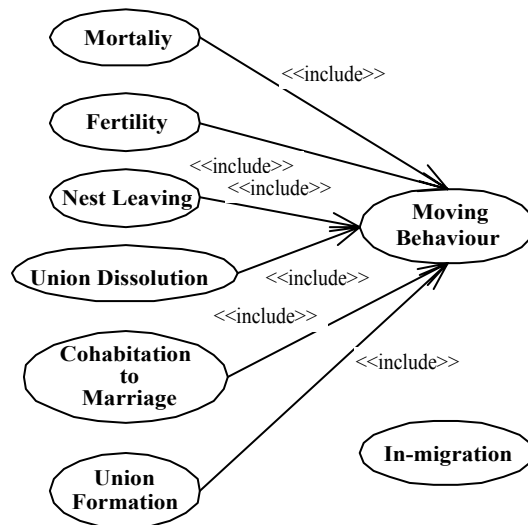 Mortaliy
<<include>>
Fertility
<<include>>
<<include>>
Nest Leaving
Moving
Behaviour
Union Dissolution
<<include>>
<<include>>
Cohabitation
to
Marriage
<<include>>
In-migration
Union
Formation